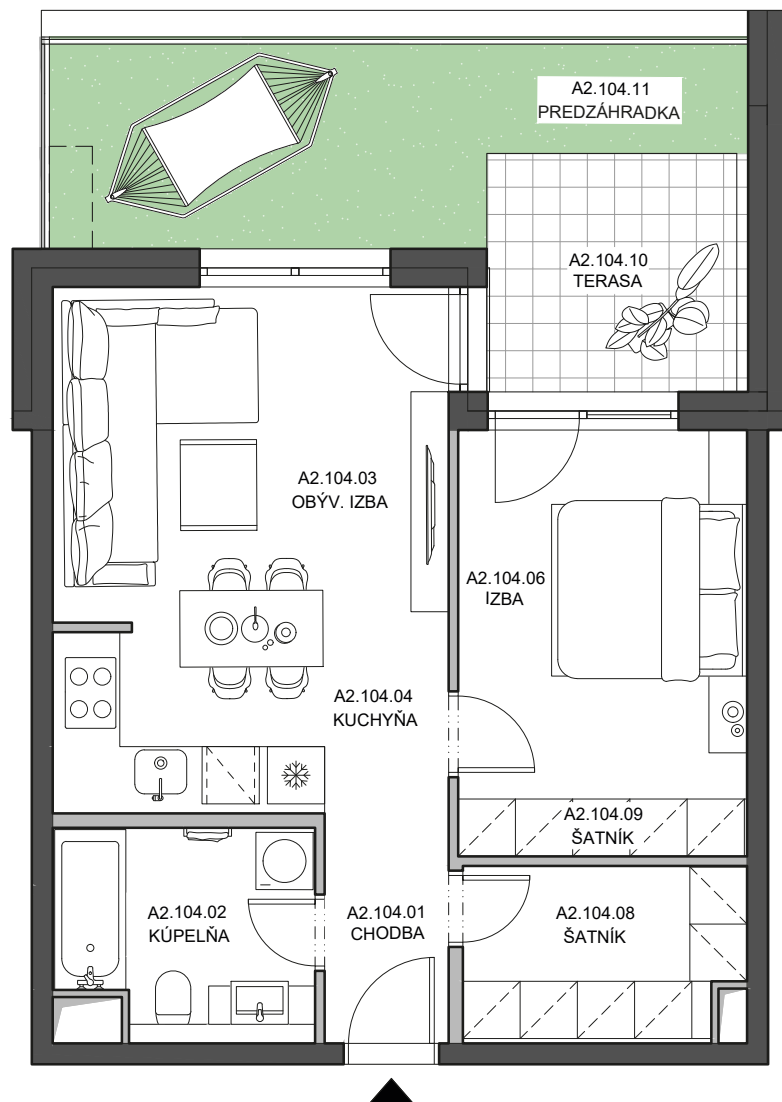 A2.104.11
PREDZÁHRADKA
A2.104.10
TERASA
A2.104.03
OBÝV. IZBA
A2.104.06
IZBA
A2.104.04
KUCHYŇA
A2.104.09
ŠATNÍK
A2.104.02
KÚPELŇA
A2.104.01
CHODBA
A2.104.08
ŠATNÍK